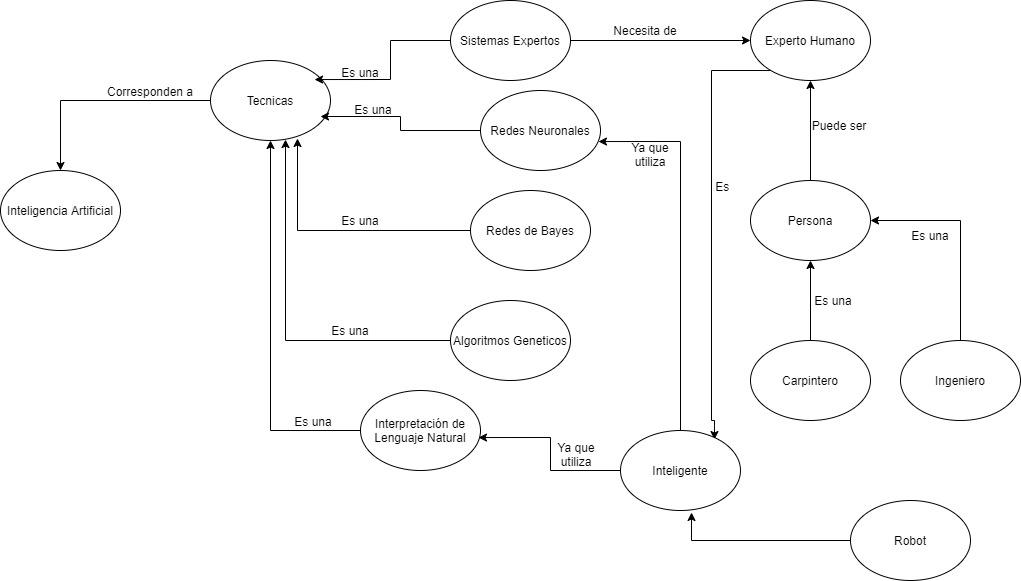 Sistemas Expertos
Necesita de
Experto Humano
Es una
Tecnicas
Corresponden a
Es una
Redes Neuronales
Puede ser
Ya que
utiliza
Es
Inteligencia Artificial
Es una
Redes de Bayes
Persona
Es una
Es una
Es una
Algoritmos Geneticos
Carpintero
Ingeniero
Es una
Interpretación de
Lenguaje Natural
Ya que
utiliza
Inteligente
Robot